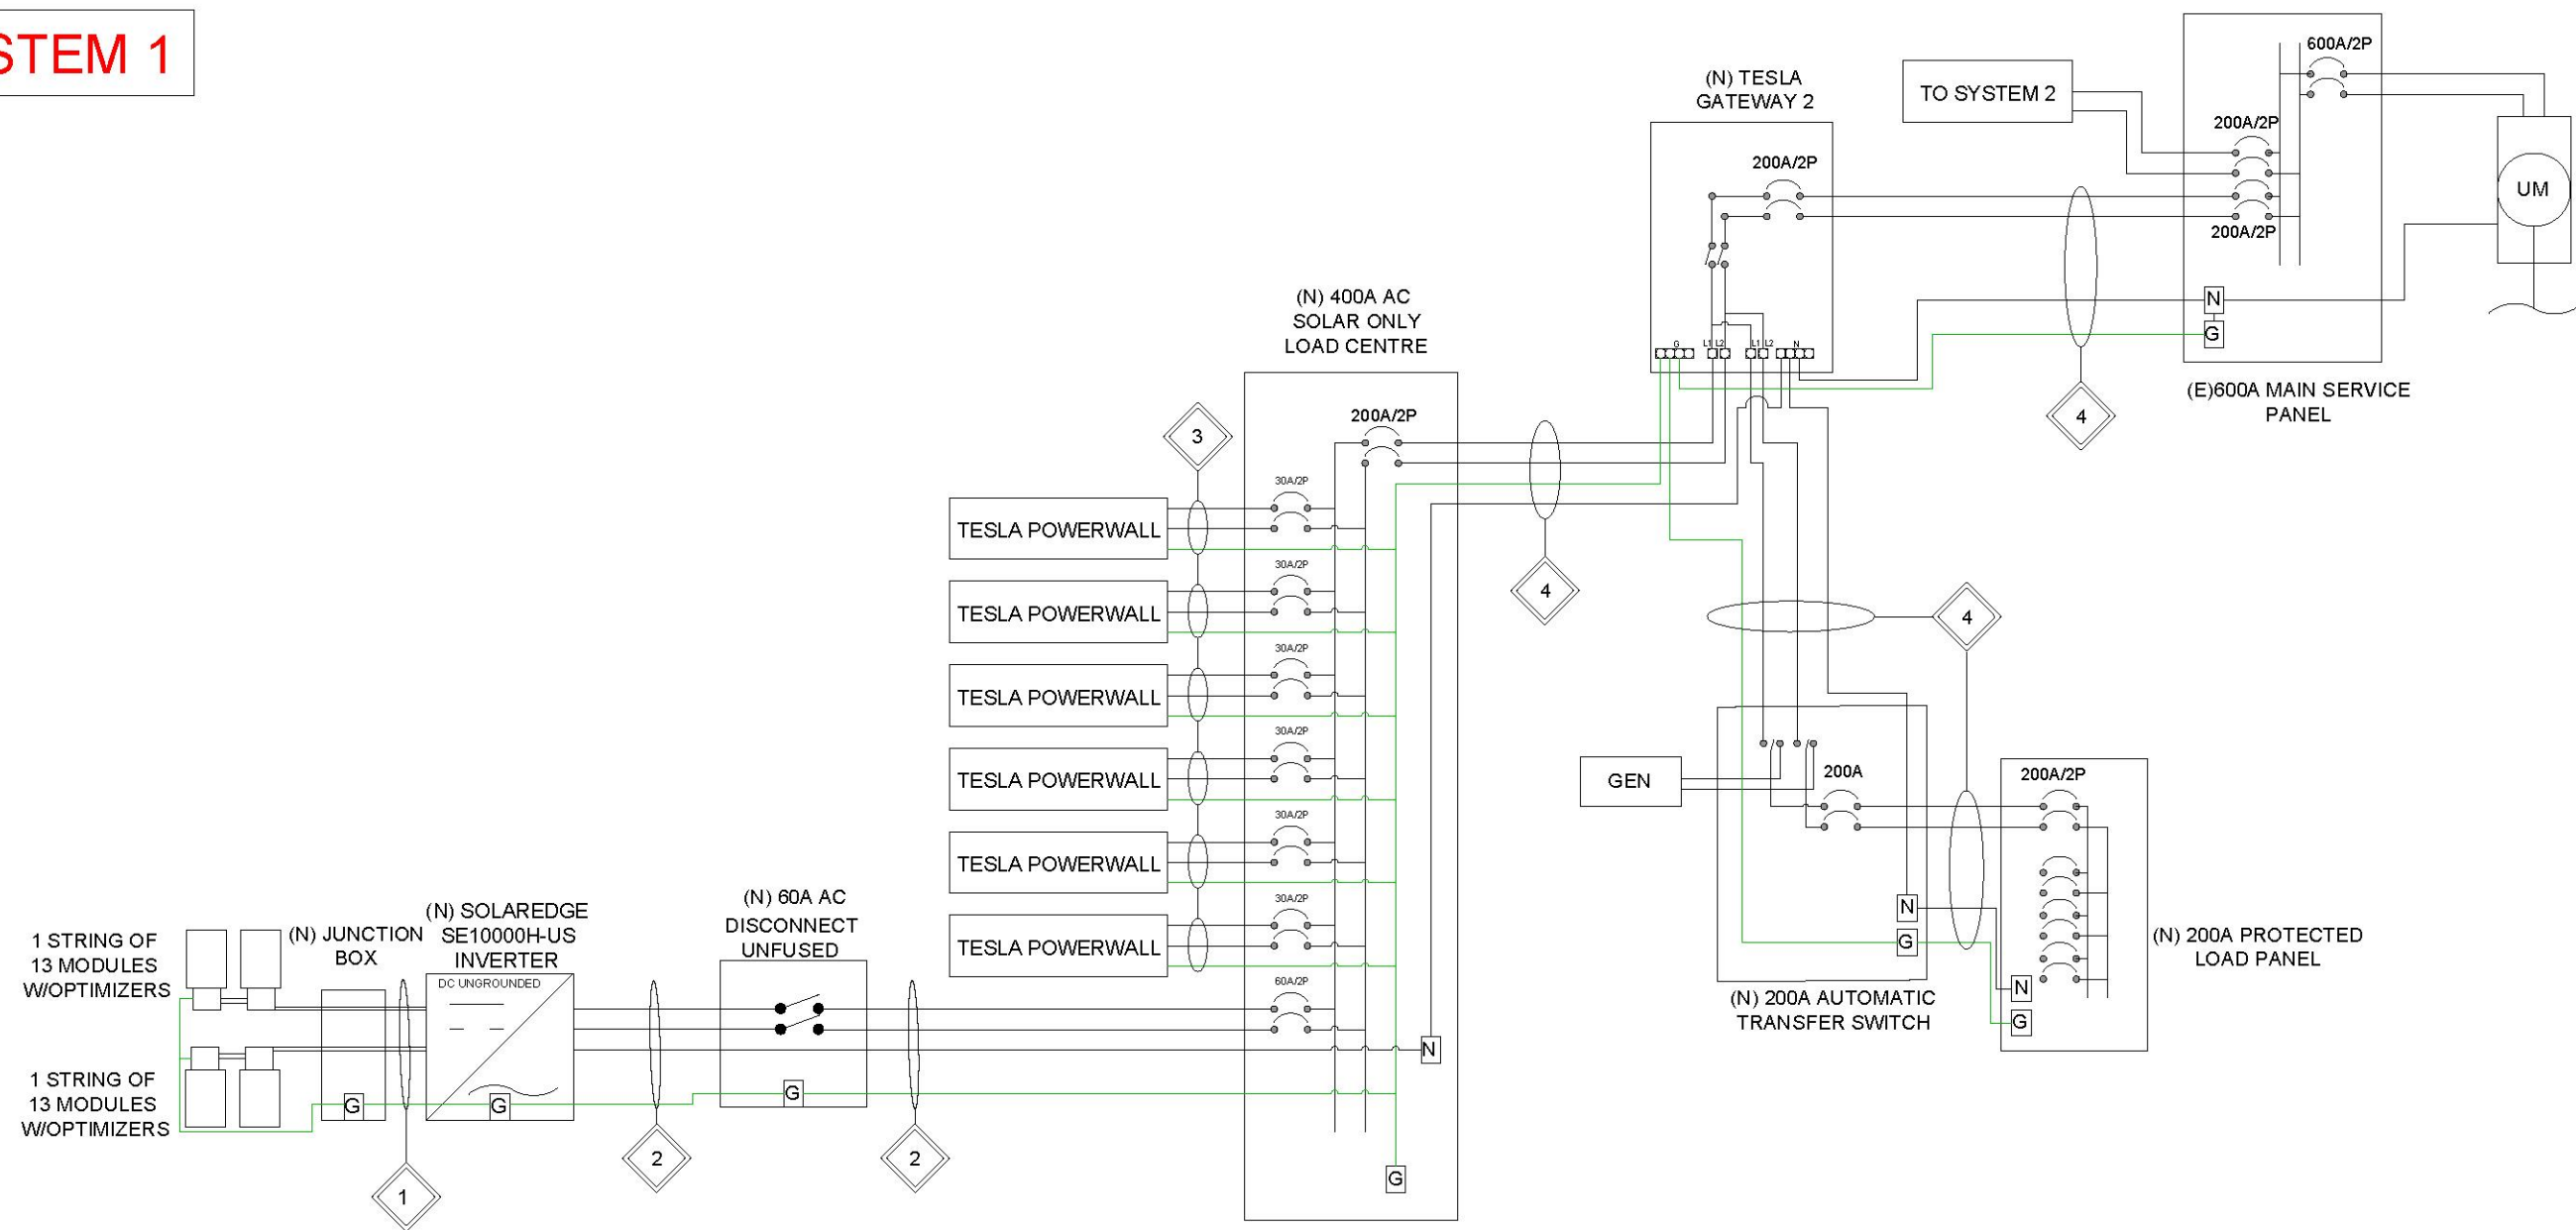 STEM 1
600A/2P
(N) TESLA
GATEWAY 2
TO SYSTEM 2
200A/2P
200A/2P
UM
200A/2P
(N) 400A AC
SOLAR ONLY
LOAD CENTRE
N
G
G
L1 L2
L1 L2
N
(E)600A MAIN SERVICE
PANEL
4
200A/2P
3
30A/2P
TESLA POWERWALL
4
30A/2P
TESLA POWERWALL
4
30A/2P
TESLA POWERWALL
30A/2P
TESLA POWERWALL
GEN
200A
200A/2P
30A/2P
TESLA POWERWALL
30A/2P
TESLA POWERWALL
N
G
(N) 200A PROTECTED
LOAD PANEL
N
G
(N) 200A AUTOMATIC
TRANSFER SWITCH
(N) 60A AC
DISCONNECT
UNFUSED
(N) SOLAREDGE
SE10000H-US
INVERTER
(N) JUNCTION
BOX
1 STRING OF
13 MODULES
W/OPTIMIZERS
DC UNGROUNDED
60A/2P
N
1 STRING OF
13 MODULES
W/OPTIMIZERS
G
G
G
G
1
2
2